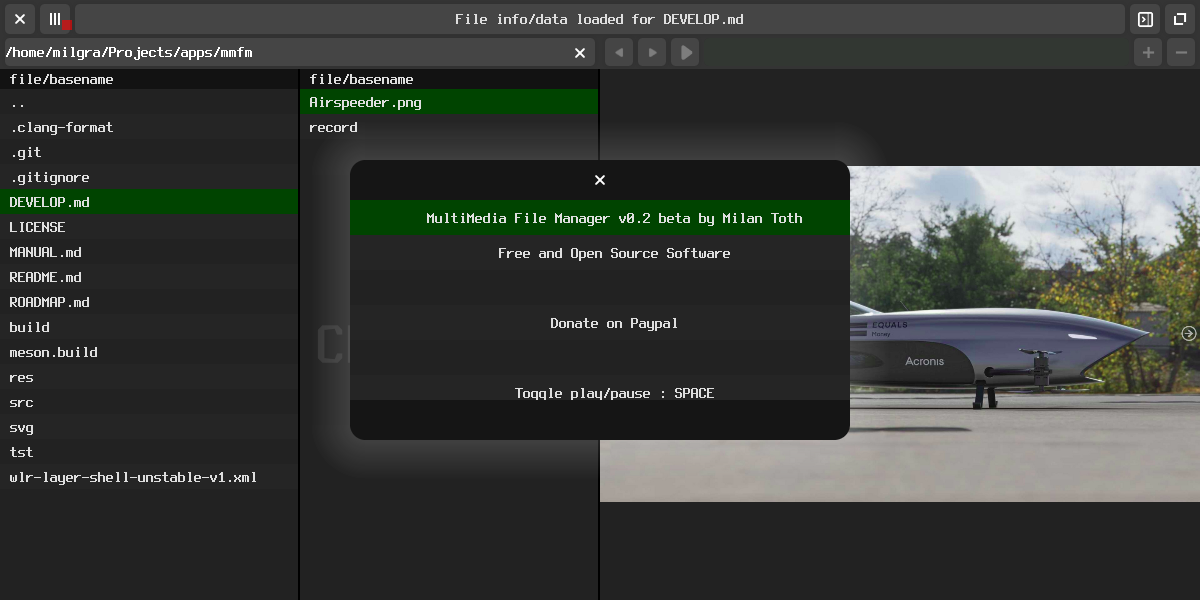 File info/data loaded for DEVELOP.md
/home/milgra/Projects/apps/mmfm
file/basename
..
.clang-format
.git
.gitignore
DEVELOP.md
LICENSE
MANUAL.md
README.md
ROADMAP.md
build
meson.build
res
src
svg
tst
wlr-layer-shell-unstable-v1.xml
file/basename
Airspeeder.png
record
MultiMedia File Manager v0.2 beta by Milan Toth
Free and Open Source Software
Donate on Paypal
Toggle play/pause : SPACE
EQUALS
Money
Acronis